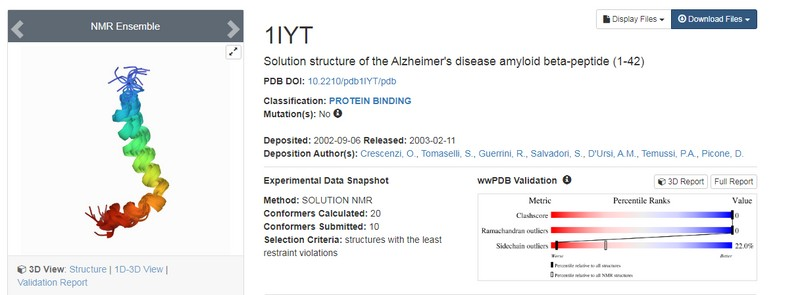 NMR Ensemble
3D View: Structure | 1D-3D View |
Validation Report
Display Files
Download Files
1IYT
Solution structure of the Alzheimer's disease amyloid beta-peptide (1-42)
PDB DOI: 10.2210/pdb1IYT/pdb
Classification: PROTEIN BINDING
Mutation(s): No
Deposited: 2002-09-06 Released: 2003-02-11
Deposition Author(s): Crescenzi, O., Tomaselli, S., Guerrini, R., Salvadori, S., D'Ursi, A.M., Temussi, P.A., Picone, D.
Experimental Data Snapshot
Method: SOLUTION NMR
Conformers Calculated: 20
Conformers Submitted: 10
Selection Criteria: structures with the least
restraint violations
wwPDB Validation
3D Report
Full Report
Metric Percentile Ranks Value
Clashscore 0
Ramachandran outliers 0
Sidechain outliers 22.0%
Worse Better
Percentile relative to all structures
Percentile relative to all NMR structures